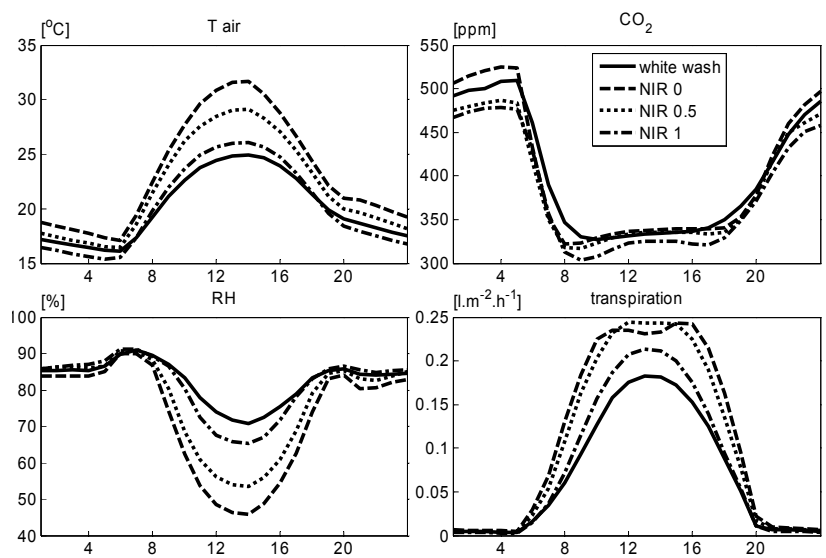 [°C] T air CO2 [ppm]
35
30
25
20
15
4 8 12 16 20
550
500
450
400
350
300
4 8 12 16 20
white wash
NIR 0
NIR 0.5
NIR 1
[%] RH
100
90
80
70
60
50
40
4 8 12 16 20
[l.m-2.h-1] transpiration
0.25
0.2
0.15
0.1
0.05
0
4 8 12 16 20